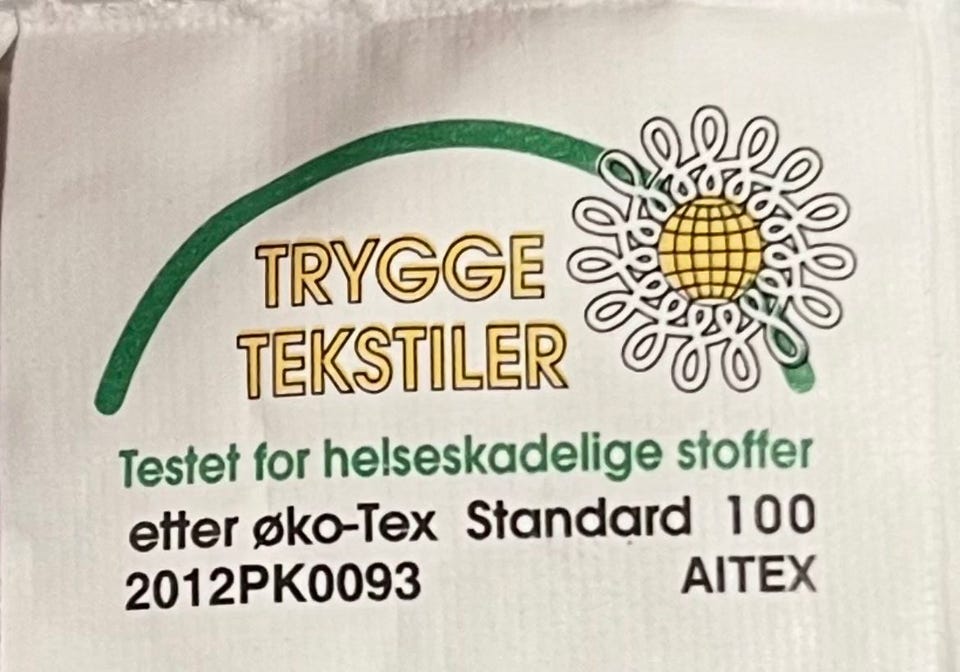 TRYGGE
TEKSTILER
Testet for helseskadelige stoffer
etter øko-Tex Standard 100
2012PK0093 AITEX